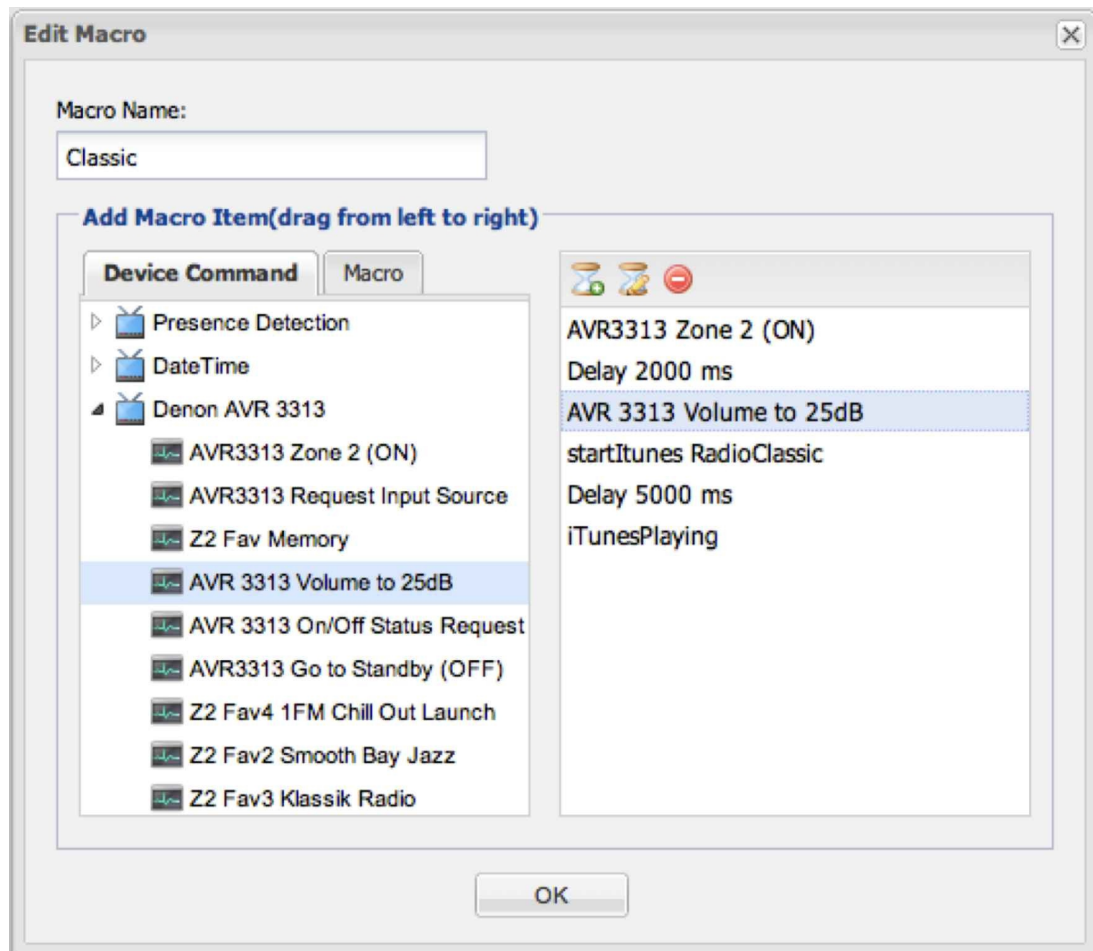 Edit Macro
Macro Name:
Classic
Add Macro Item(drag from left to right)
Device Command
Macro
Presence Detection
DateTime
Denon AVR 3313
AVR3313 Zone 2 (ON)
AVR3313 Request Input Source
Z2 Fav Memory
AVR 3313 Volume to 25dB
AVR 3313 On/Off Status Request
AVR3313 Go to Standby (OFF)
Z2 Fav4 1FM Chill Out Launch
Z2 Fav2 Smooth Bay Jazz
Z2 Fav3 Klassik Radio
AVR3313 Zone 2 (ON)
Delay 2000 ms
AVR 3313 Volume to 25dB
startItunes RadioClassic
Delay 5000 ms
iTunesPlaying
OK